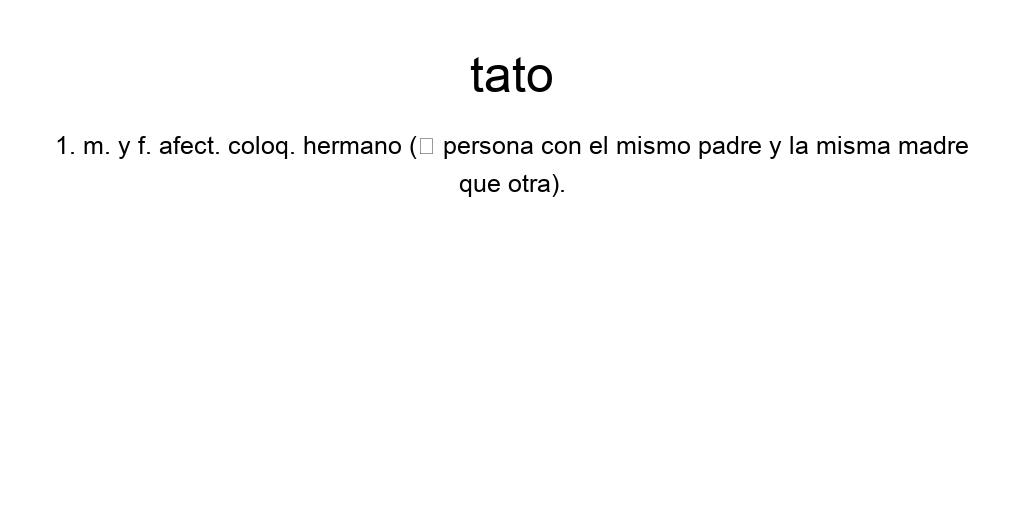 tato
1. m. y f. afect. coloq. hermano (□ persona con el mismo padre y la misma madre
que otra).